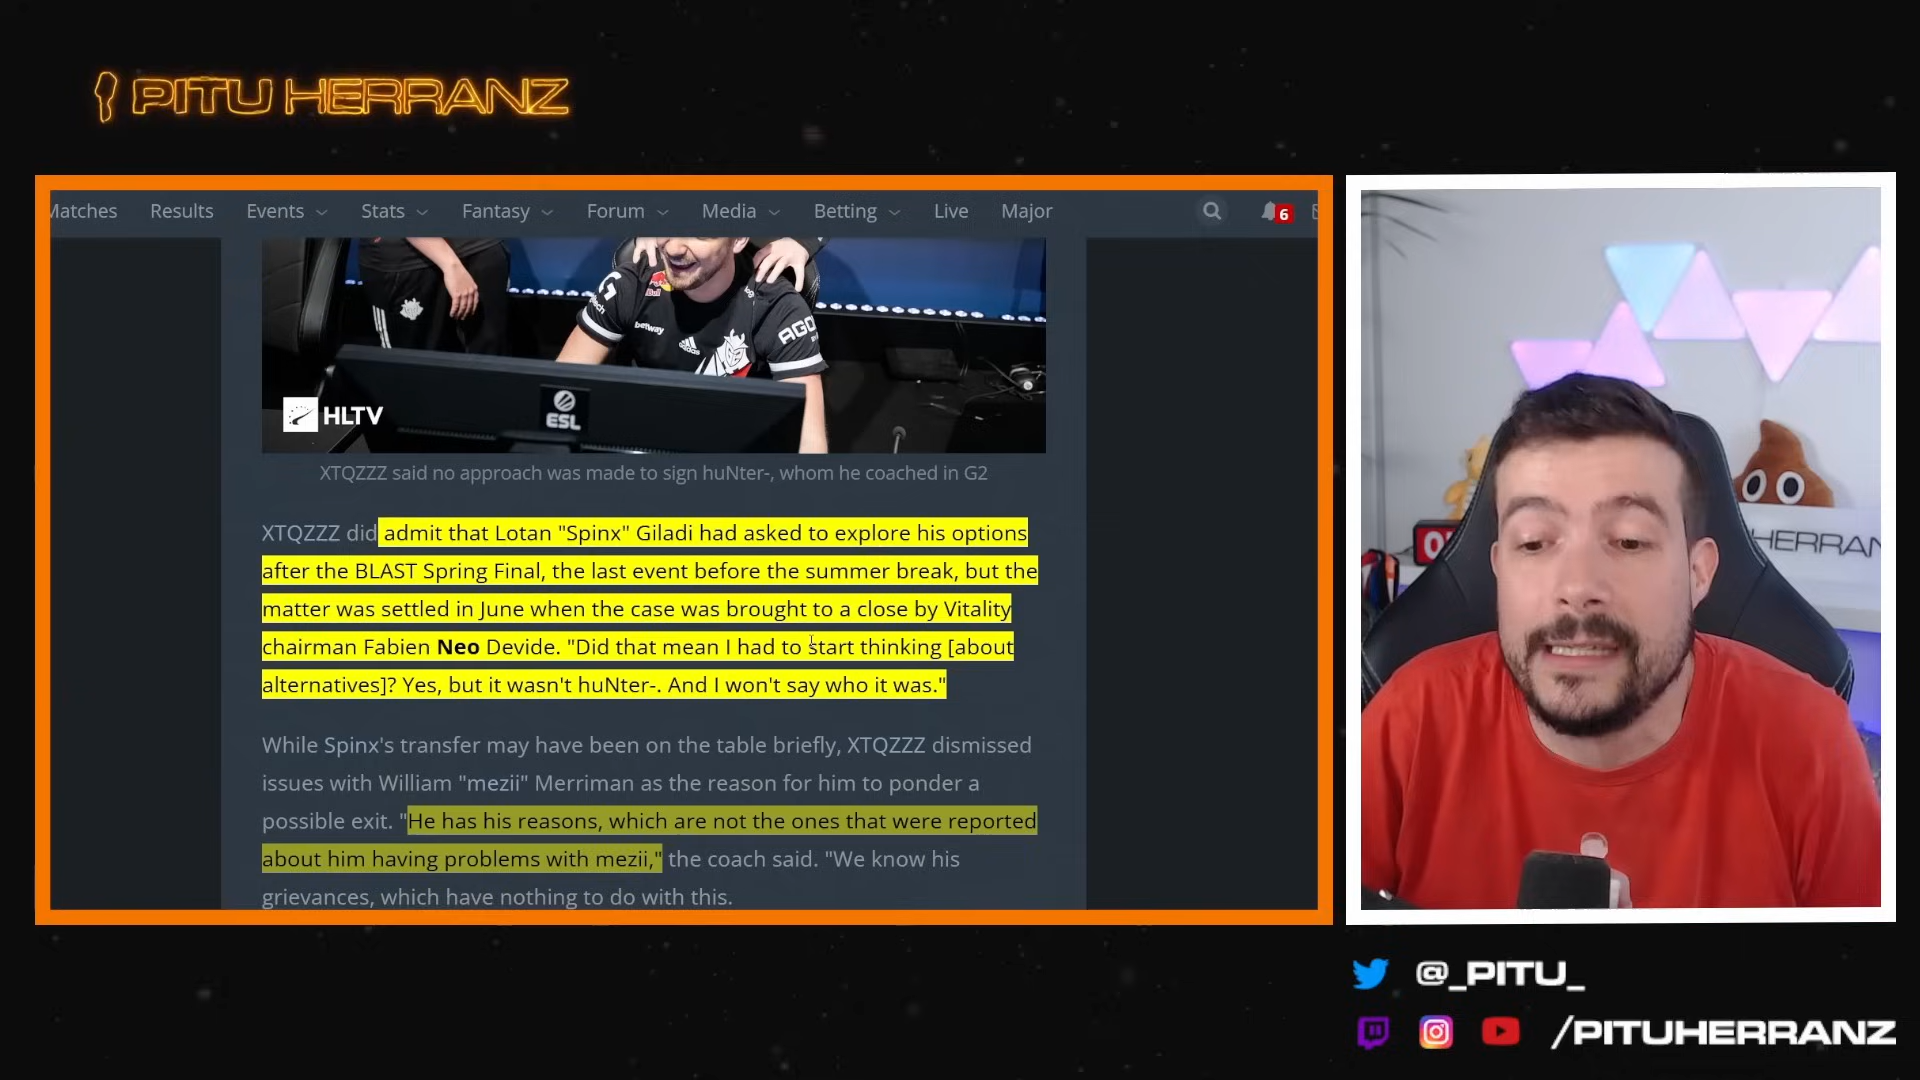 PITU HERRANZ
Matches Results Events Stats Fantasy Forum Media Betting Live Major 6
betway
adidas
AGO
HLTV
ESL
XTQZZZ said no approach was made to sign huNter-, whom he coached in G2
XTQZZZ did admit that Lotan "Spinx" Giladi had asked to explore his options
after the BLAST Spring Final, the last event before the summer break, but the
matter was settled in June when the case was brought to a close by Vitality
chairman Fabien Neo Devide. "Did that mean I had to start thinking [about
alternatives]? Yes, but it wasn't huNter-. And I won't say who it was."
While Spinx's transfer may have been on the table briefly, XTQZZZ dismissed
issues with William "mezii" Merriman as the reason for him to ponder a
possible exit. "He has his reasons, which are not the ones that were reported
about him having problems with mezii," the coach said. "We know his
grievances, which have nothing to do with this.
HERRAN
@_PITU_
/PITUHERRANZ